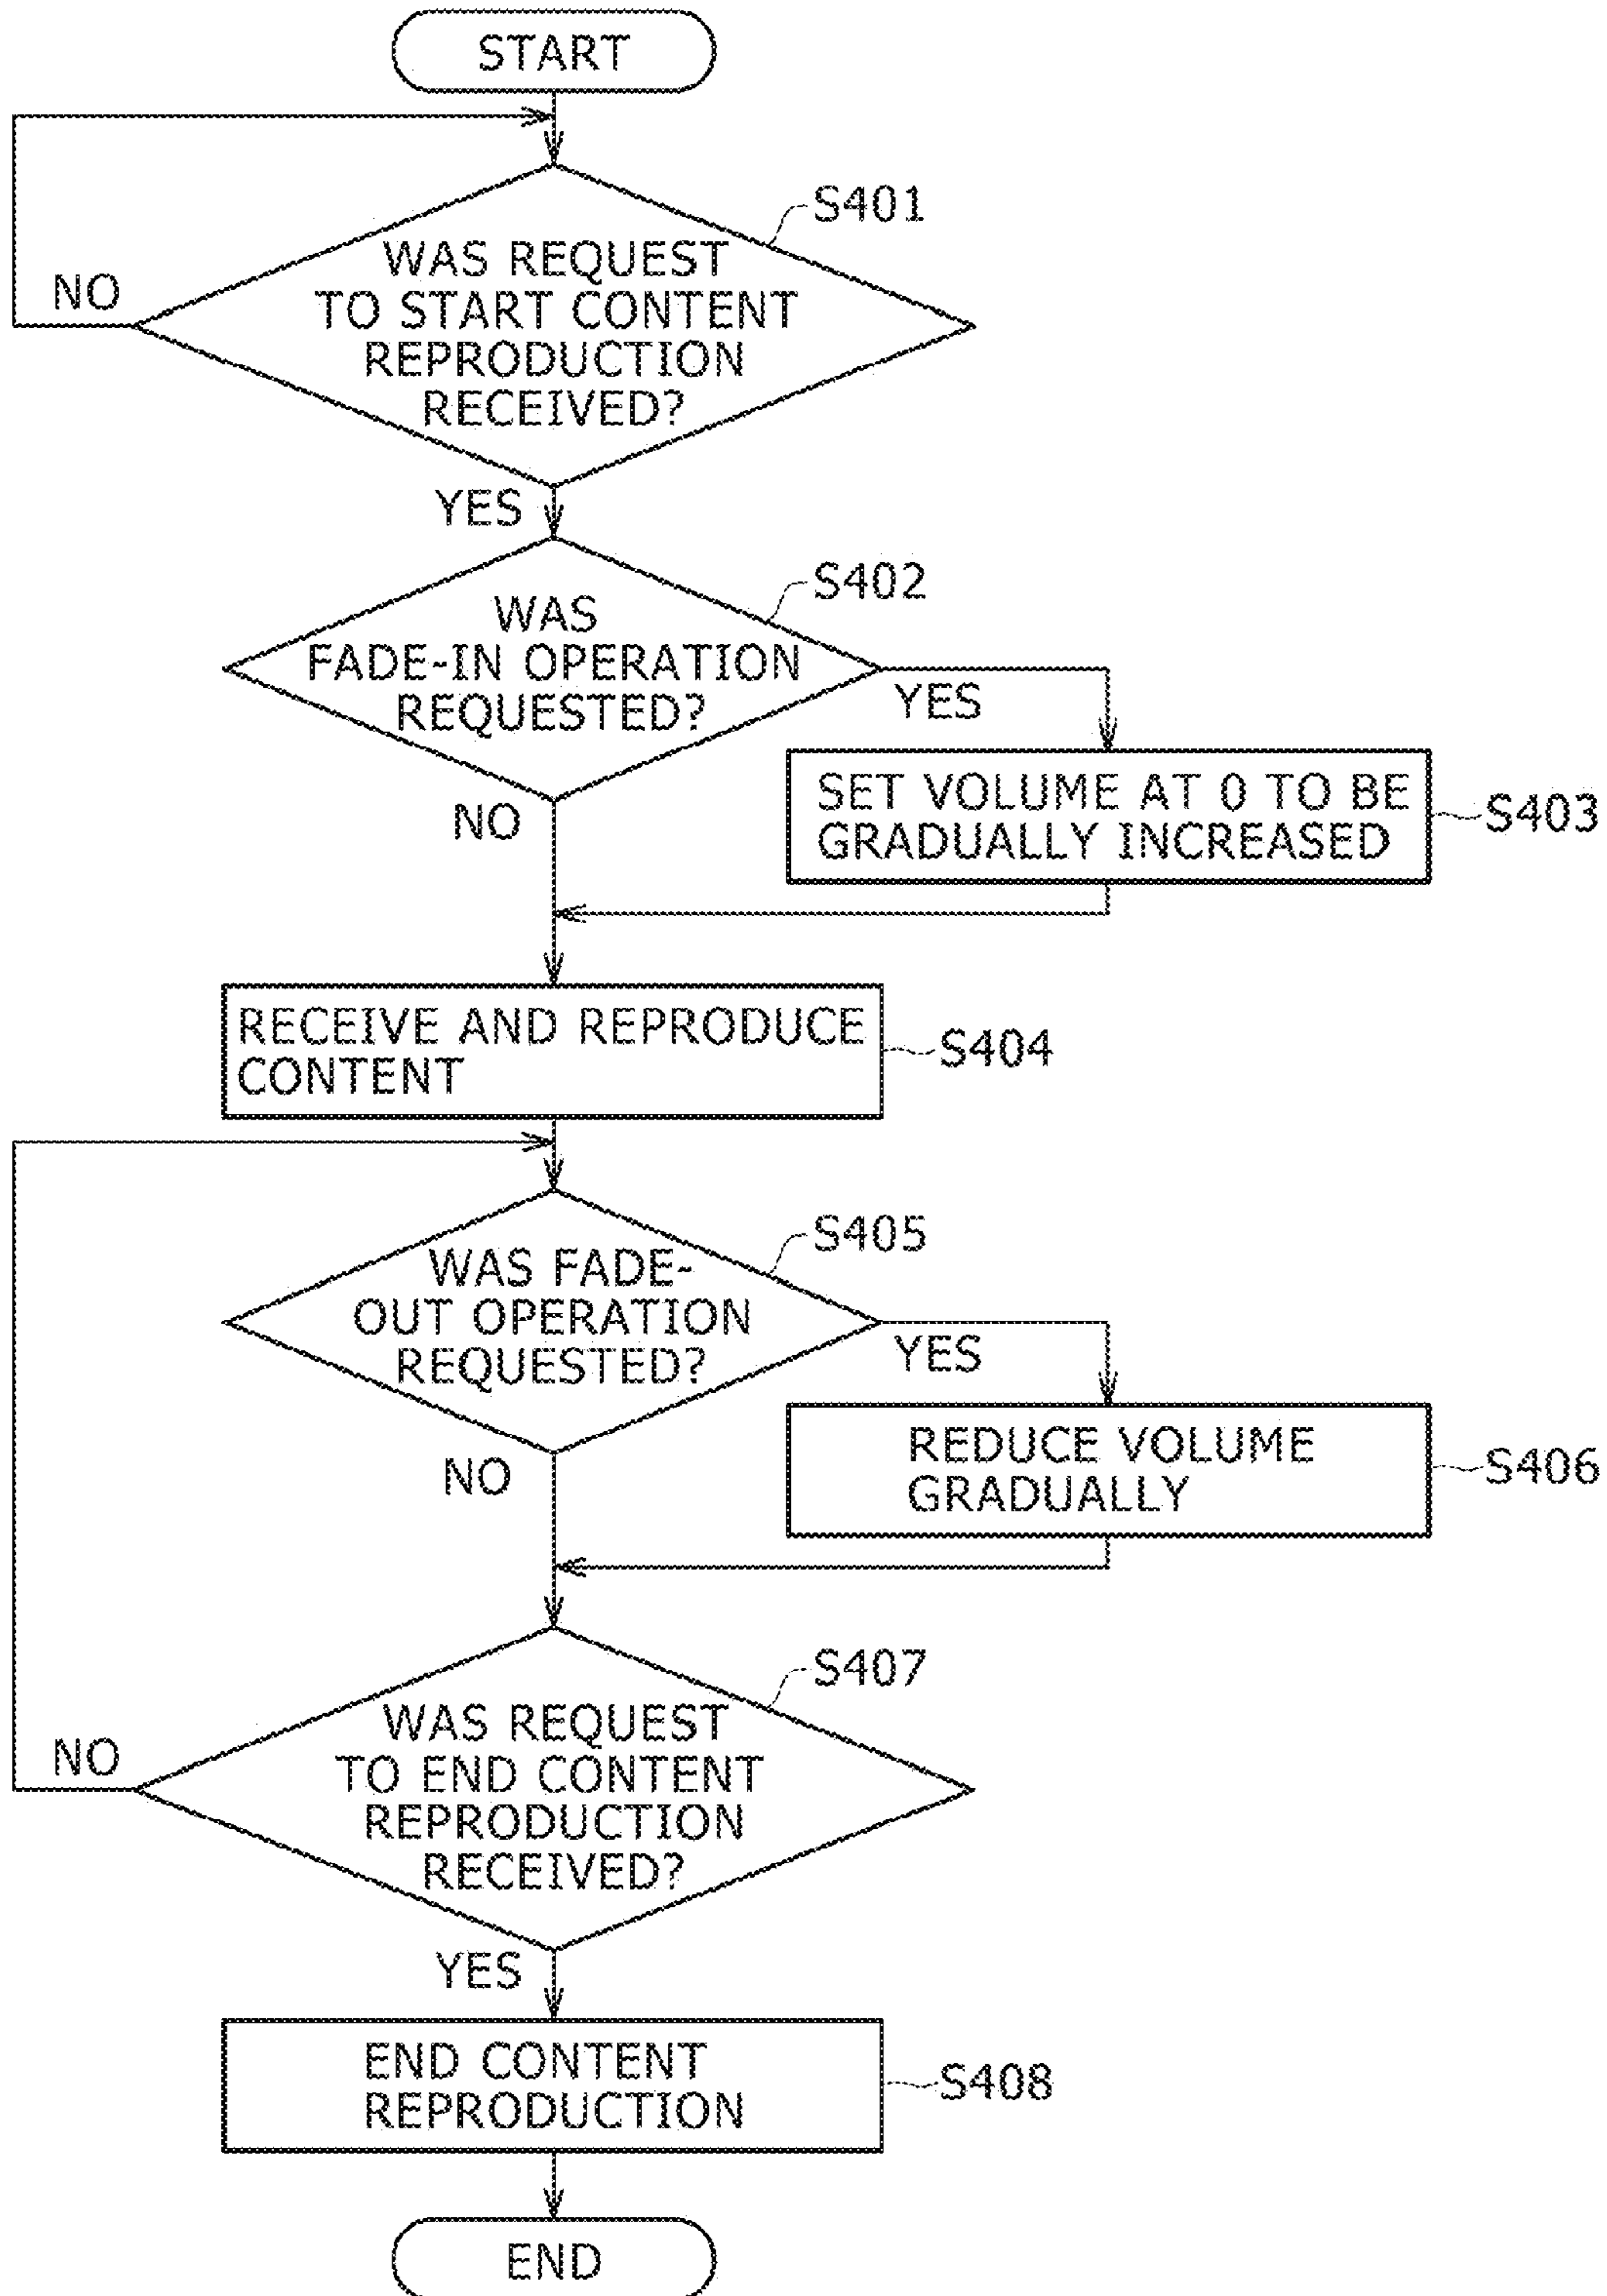 START
S401
WAS REQUEST
TO START CONTENT
REPRODUCTION
RECEIVED?
NO
YES
S402
WAS
FADE-IN OPERATION
REQUESTED?
YES
NO
SET VOLUME AT 0 TO BE
GRADUALLY INCREASED
S403
RECEIVE AND REPRODUCE
CONTENT
S404
S405
WAS FADE-
OUT OPERATION
REQUESTED?
YES
NO
REDUCE VOLUME
GRADUALLY
S406
S407
WAS REQUEST
TO END CONTENT
REPRODUCTION
RECEIVED?
NO
YES
END CONTENT
REPRODUCTION
S408
END